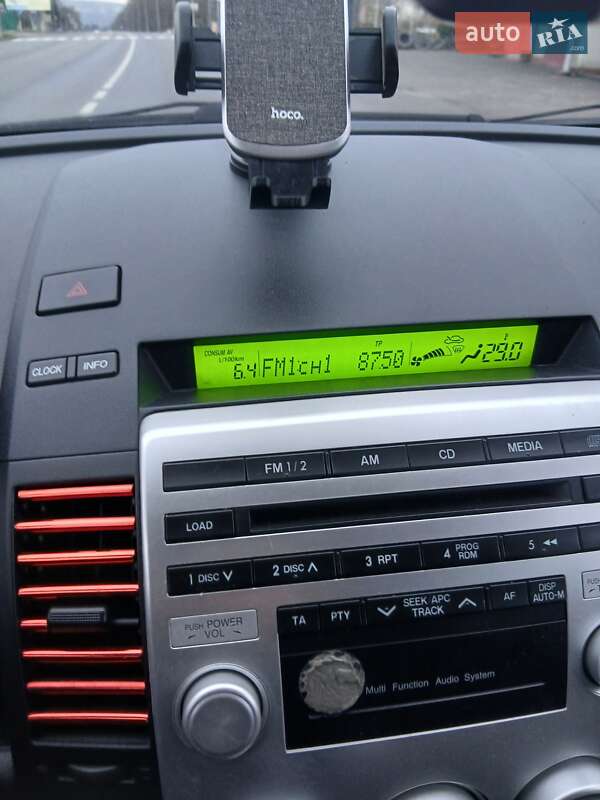 auto RIA .com
hoco.
CONSUM AV
L/100km
6.4 FM1CH1
TP
87.50
29.0
CLOCK INFO
FM 1/2 AM CD MEDIA
LOAD
1 DISC ∨ 2 DISC ∧ 3 RPT 4 PROG RDM 5 ◄◄
PUSH POWER
VOL
TA PTY SEEK APC TRACK AF DISP AUTO-M
PUSH
Multi Function Audio System